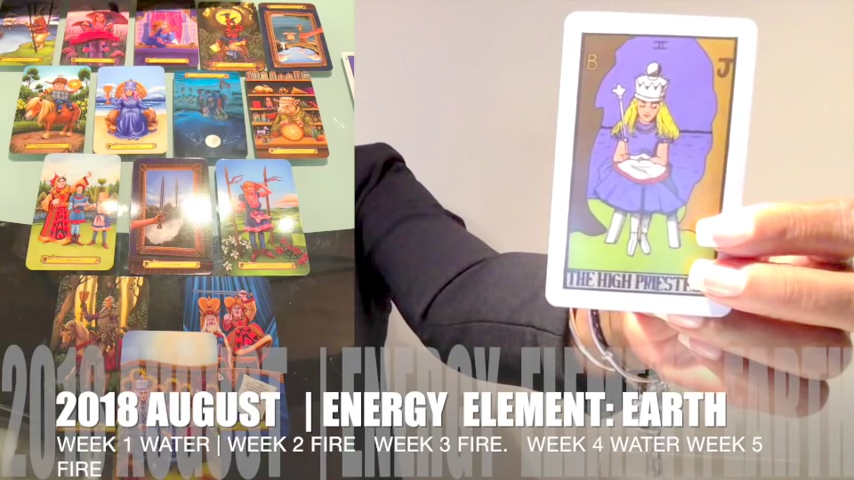 II
B
J
THE HIGH PRIESTE
2018 AUGUST | ENERGY ELEMENT: EARTH
WEEK 1 WATER | WEEK 2 FIRE WEEK 3 FIRE. WEEK 4 WATER WEEK 5
FIRE